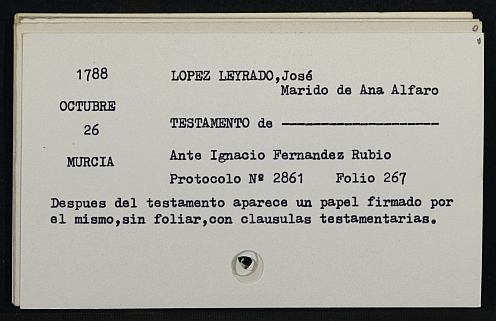 1788 LOPEZ LEYRADO,José
Marido de Ana Alfaro
OCTUBRE
26 TESTAMENTO de --------------------
MURCIA Ante Ignacio Fernandez Rubio
Protocolo Nº 2861 Folio 267
Despues del testamento aparece un papel firmado por
el mismo,sin foliar,con clausulas testamentarias.